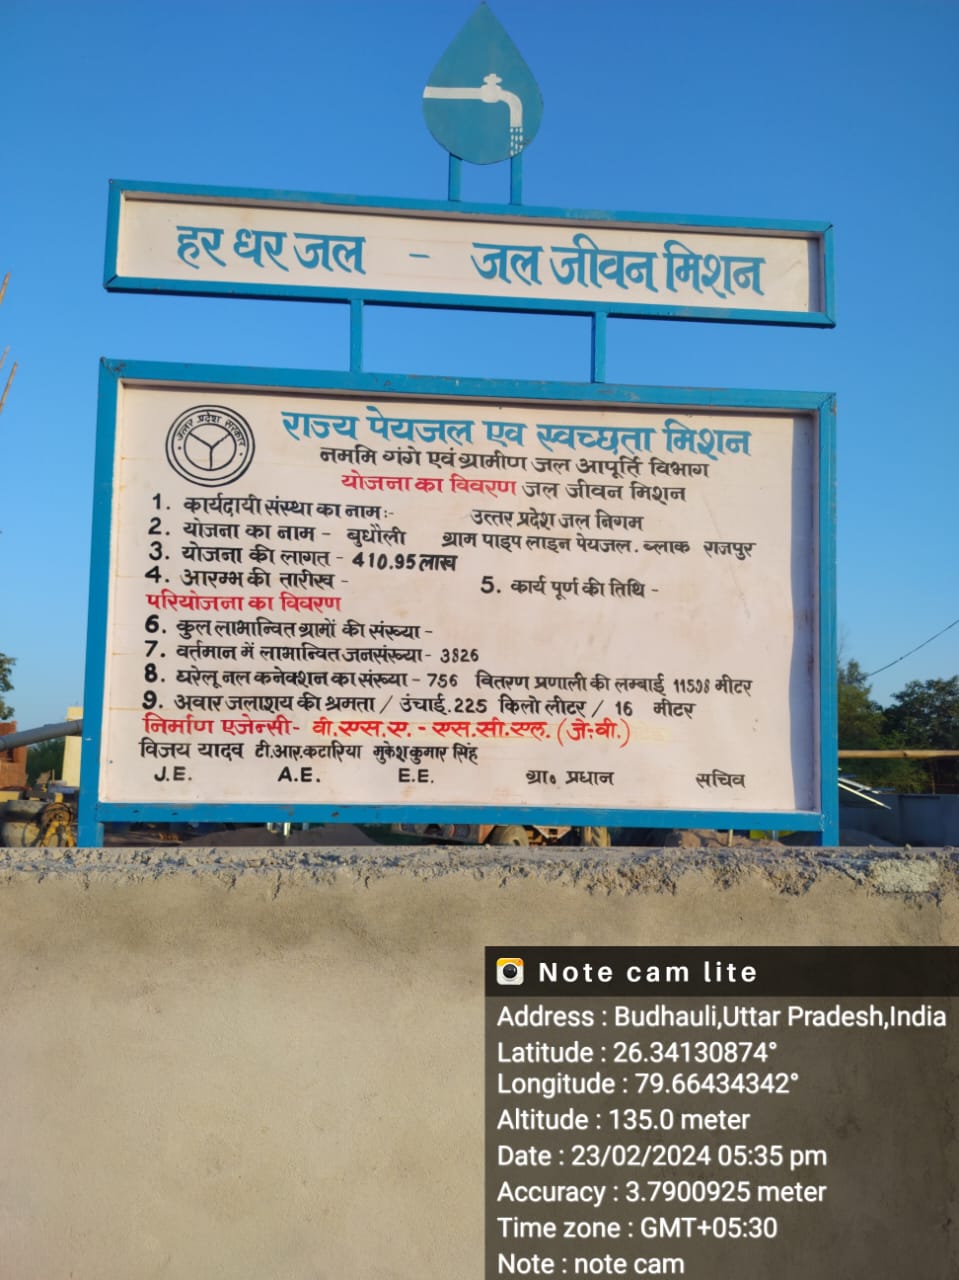 हर घर जल - जल जीवन मिशन
उत्तर प्रदेश सरकार
राज्य पेयजल एव स्वच्छता मिशन
नममि गंगे एवं ग्रामीण जल आपूर्ति विभाग
योजना का विवरण जल जीवन मिशन
1. कार्यदायी संस्था का नाम:- उत्तर प्रदेश जल निगम
2. योजना का नाम - बुधौली ग्राम पाइप लाइन पेयजल. ब्लाक राजपुर
3. योजना की लागत - 410.95 लाख
4. आरम्भ की तारीख - 5. कार्य पूर्ण की तिथि -
परियोजना का विवरण
6. कुल लाभान्वित ग्रामों की संख्या -
7. वर्तमान में लाभान्वित जनसंख्या - 3826
8. घरेलू नल कनेक्शन का संख्या - 756 वितरण प्रणाली की लम्बाई 11598 मीटर
9. अवार जलाशय की श्रमता / उंचाई. 225 किलो लीटर / 16 मीटर
निर्माण एजेन्सी- वी.एस.ए.- एस.सी.एल. (जे.वी.)
विजय यादव टी.आर.कटारिया मुकेश कुमार सिंह
J.E. A.E. E.E. ग्रा० प्रधान सचिव
Note cam lite
Address : Budhauli,Uttar Pradesh,India
Latitude : 26.34130874°
Longitude : 79.66434342°
Altitude : 135.0 meter
Date : 23/02/2024 05:35 pm
Accuracy : 3.7900925 meter
Time zone : GMT+05:30
Note : note cam